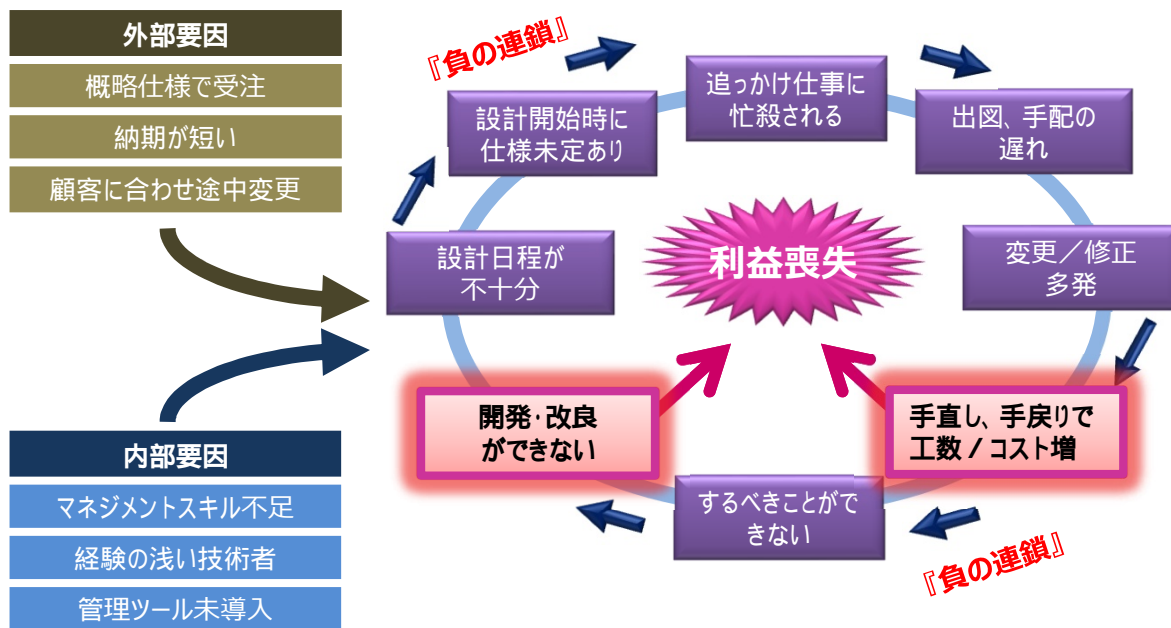 外部要因
概略仕様で受注
納期が短い
顧客に合わせ途中変更
内部要因
マネジメントスキル不足
経験の浅い技術者
管理ツール未導入
『負の連鎖』
設計日程が
不十分
設計開始時に
仕様未定あり
追っかけ仕事に
忙殺される
出図、手配の
遅れ
変更／修正
多発
手直し、手戻りで
工数 / コスト増
するべきことがで
きない
開発・改良
ができない
利益喪失
『負の連鎖』